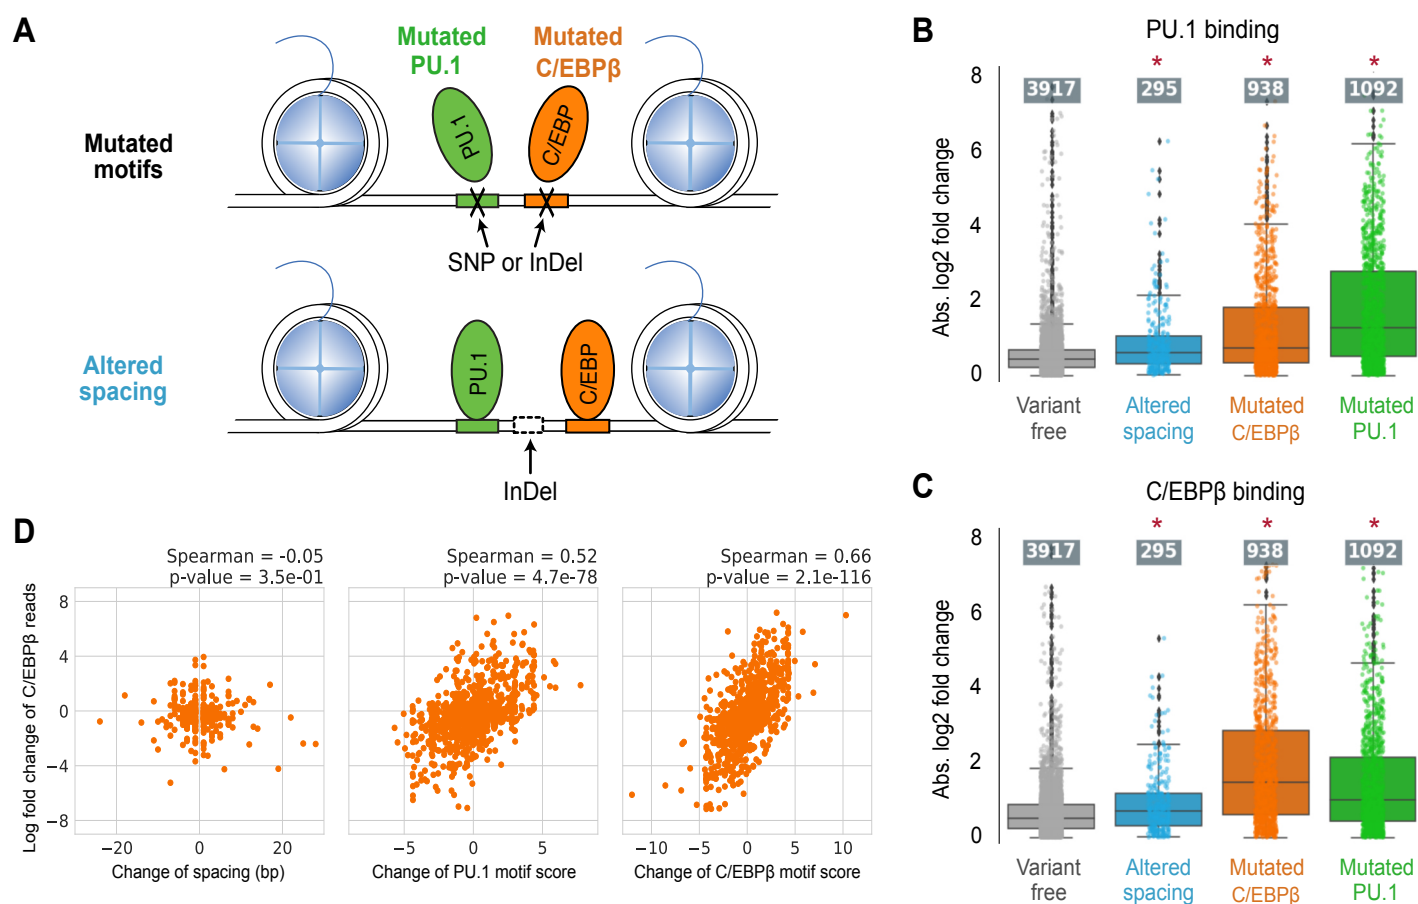 A
Mutated
PU.1
Mutated
C/EBPβ
Mutated
motifs
PU.1
C/EBP
SNP or InDel
Altered
spacing
PU.1
C/EBP
InDel
B
PU.1 binding
* * *
3917 295 938 1092
Abs. log2 fold change
8
6
4
2
0
Variant
free
Altered
spacing
Mutated
C/EBPβ
Mutated
PU.1
C
C/EBPβ binding
* * *
3917 295 938 1092
Abs. log2 fold change
8
6
4
2
0
Variant
free
Altered
spacing
Mutated
C/EBPβ
Mutated
PU.1
D
Spearman = -0.05
p-value = 3.5e-01
Spearman = 0.52
p-value = 4.7e-78
Spearman = 0.66
p-value = 2.1e-116
Log fold change of C/EBPβ reads
8
4
0
−4
−8
−20 0 20
Change of spacing (bp)
−5 0 5
Change of PU.1 motif score
−10 −5 0 5 10
Change of C/EBPβ motif score